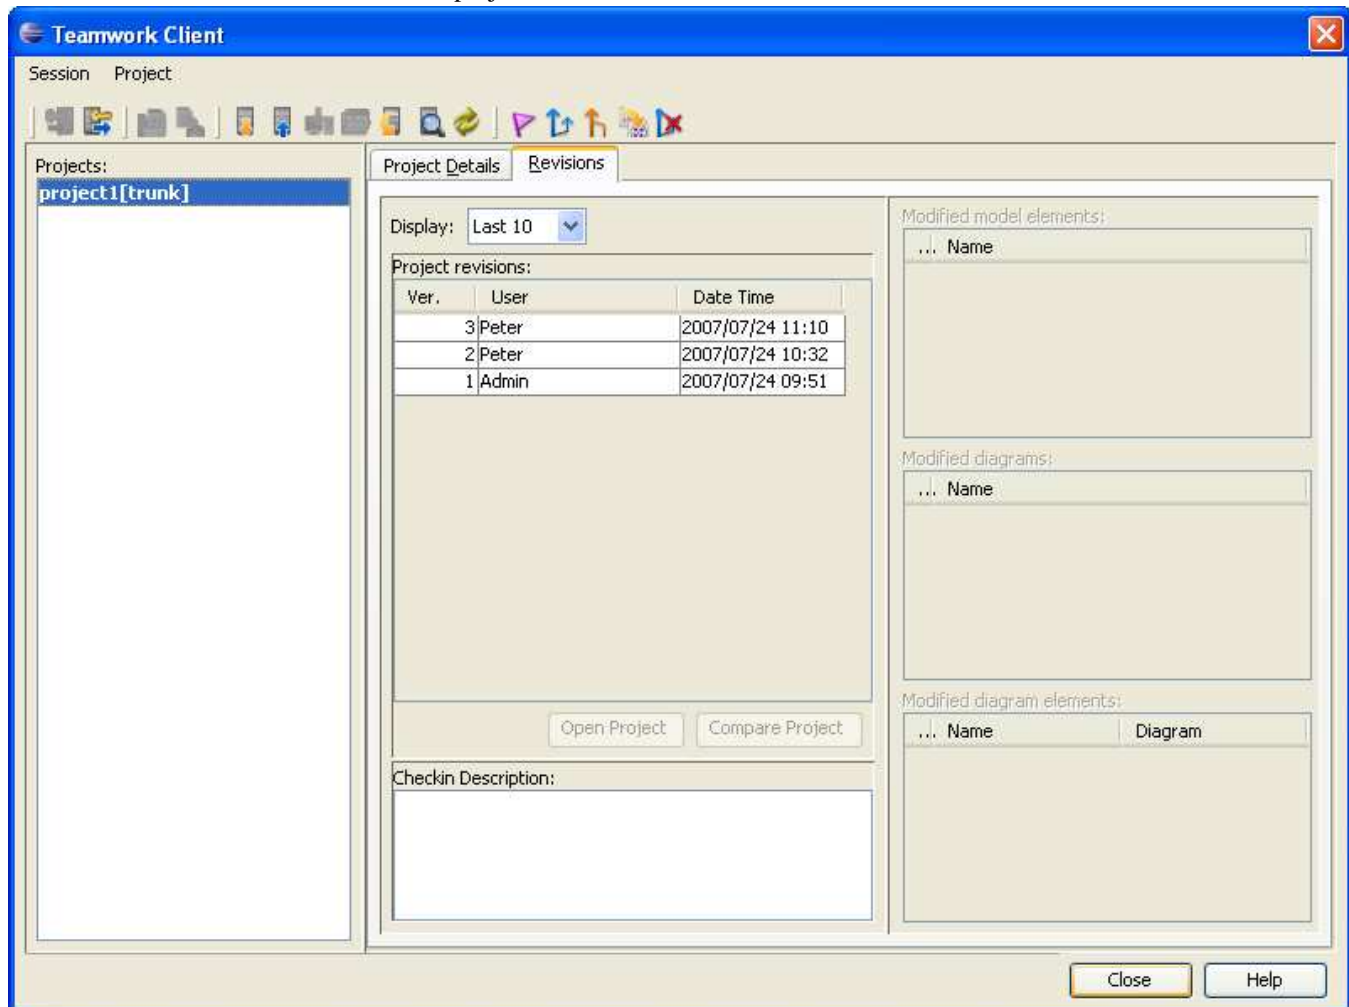 Teamwork Client
Session Project
Projects:
project1[trunk]
Project Details Revisions
Display: Last 10
Project revisions:
Ver. User Date Time
3 Peter 2007/07/24 11:10
2 Peter 2007/07/24 10:32
1 Admin 2007/07/24 09:51
Open Project Compare Project
Checkin Description:
Modified model elements:
... Name
Modified diagrams:
... Name
Modified diagram elements:
... Name Diagram
Close Help